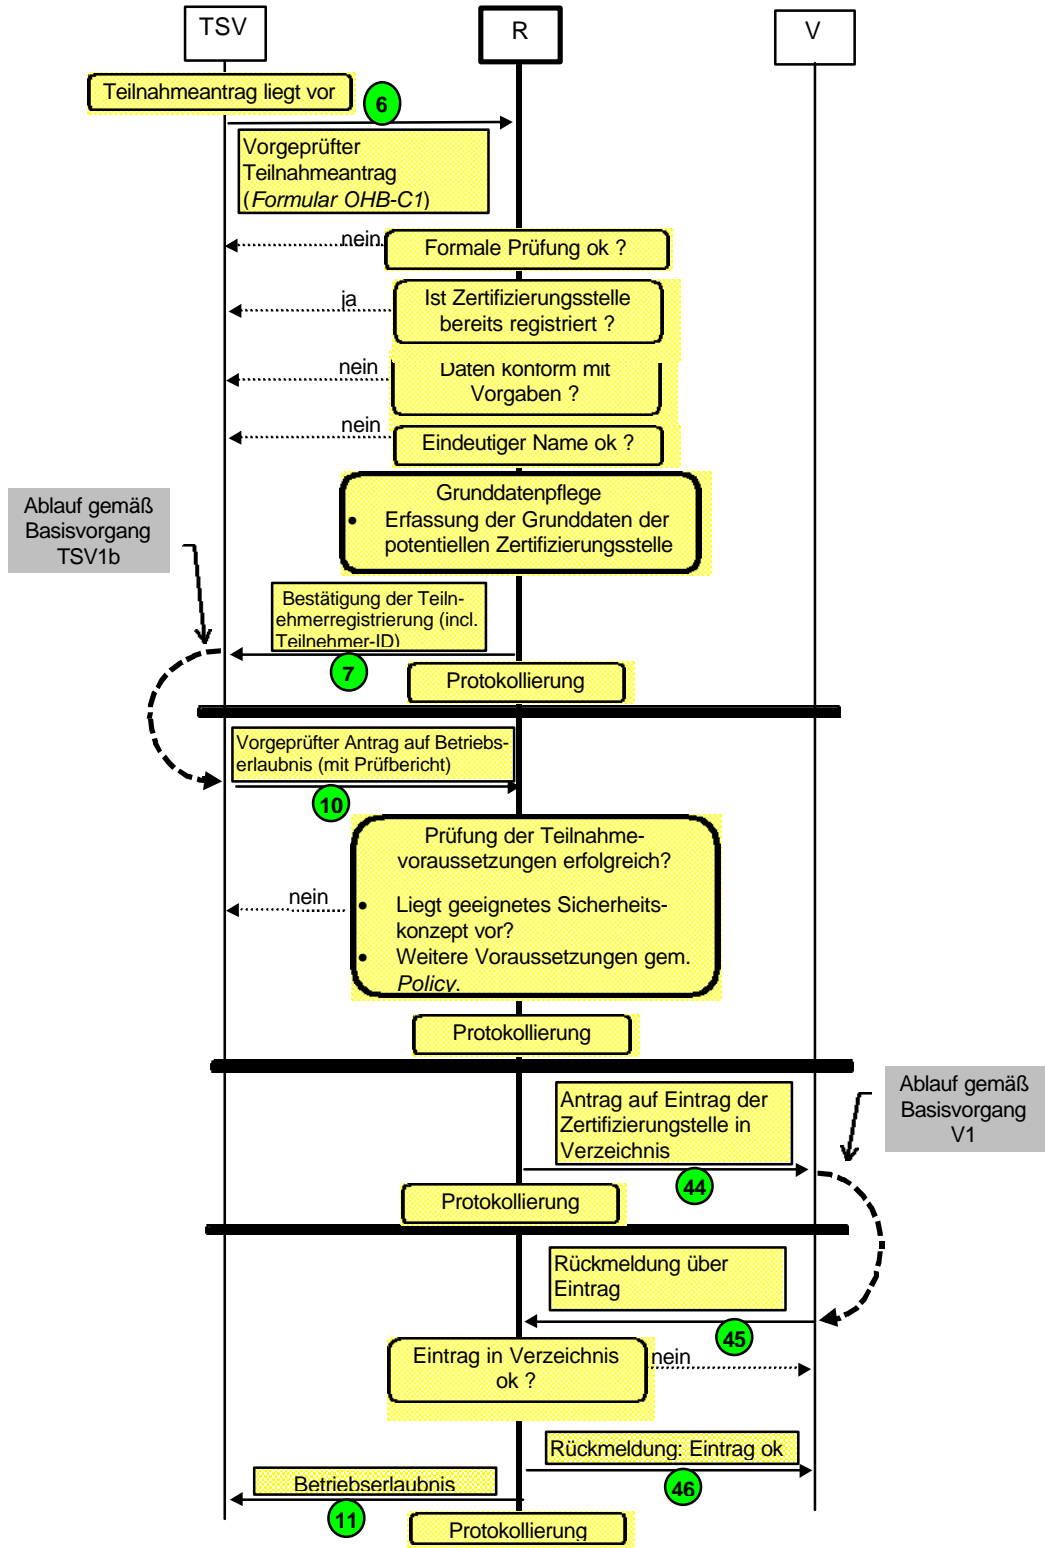 TSV
R
V
Teilnahmeantrag liegt vor
6
Vorgeprüfter
Teilnahmeantrag
(Formular OHB-C1)
nein
Formale Prüfung ok ?
ja
Ist Zertifizierungsstelle
bereits registriert ?
nein
Daten konform mit
Vorgaben ?
nein
Eindeutiger Name ok ?
Grunddatenpflege
• Erfassung der Grunddaten der
potentiellen Zertifizierungsstelle
Ablauf gemäß
Basisvorgang
TSV1b
Bestätigung der Teiln-
ehmerregistrierung (incl.
Teilnehmer-ID)
7
Protokollierung
Vorgeprüfter Antrag auf Betriebs-
erlaubnis (mit Prüfbericht)
10
Prüfung der Teilnahme-
voraussetzungen erfolgreich?
nein
• Liegt geeignetes Sicherheits-
konzept vor?
• Weitere Voraussetzungen gem.
Policy.
Protokollierung
Antrag auf Eintrag der
Zertifizierungstelle in
Verzeichnis
Ablauf gemäß
Basisvorgang
V1
44
Protokollierung
Rückmeldung über
Eintrag
45
Eintrag in Verzeichnis
ok ?
nein
Rückmeldung: Eintrag ok
46
Betriebserlaubnis
11
Protokollierung